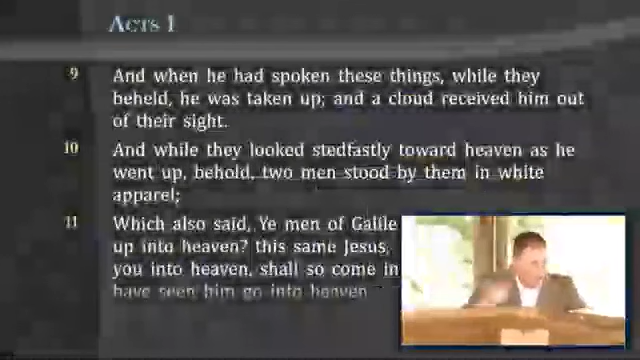 ACTS 1
9 And when he had spoken these things, while they
beheld, he was taken up; and a cloud received him out
of their sight.
10 And while they looked stedfastly toward heaven as he
went up, behold, two men stood by them in white
apparel;
11 Which also said, Ye men of Galile
up into heaven? this same Jesus,
you into heaven, shall so come in
have seen him go into heaven